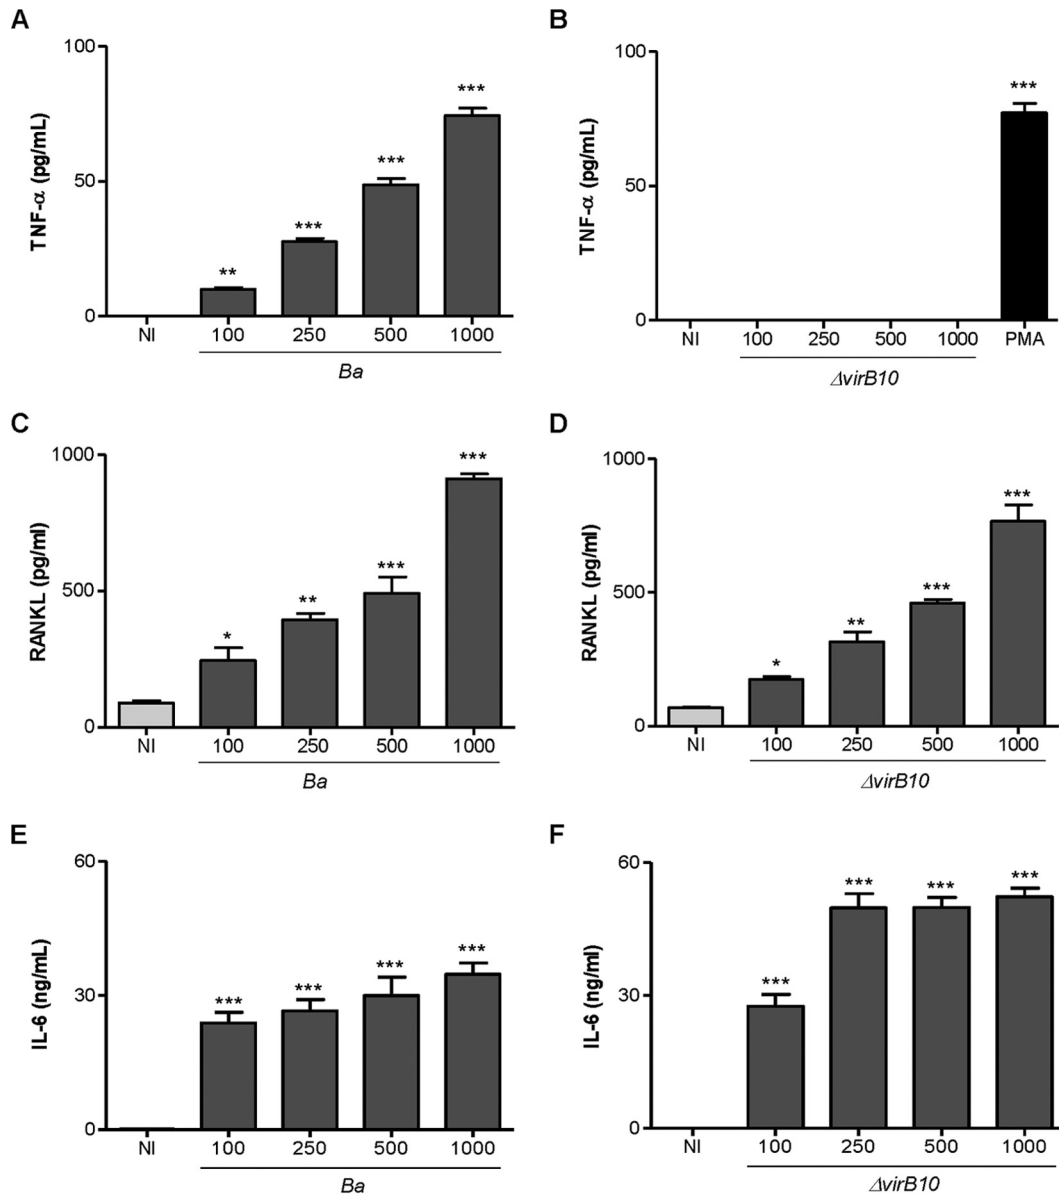 A
TNF-α (pg/mL)
100
50
0
**
***
***
***
NI 100 250 500 1000
Ba
B
TNF-α (pg/mL)
100
50
0
***
NI 100 250 500 1000 PMA
ΔvirB10
C
RANKL (pg/ml)
1000
500
0
*
**
***
***
NI 100 250 500 1000
Ba
D
RANKL (pg/ml)
1000
500
0
*
**
***
***
NI 100 250 500 1000
ΔvirB10
E
IL-6 (ng/mL)
60
30
0
***
***
***
***
NI 100 250 500 1000
Ba
F
IL-6 (ng/ml)
60
30
0
***
***
***
***
NI 100 250 500 1000
ΔvirB10